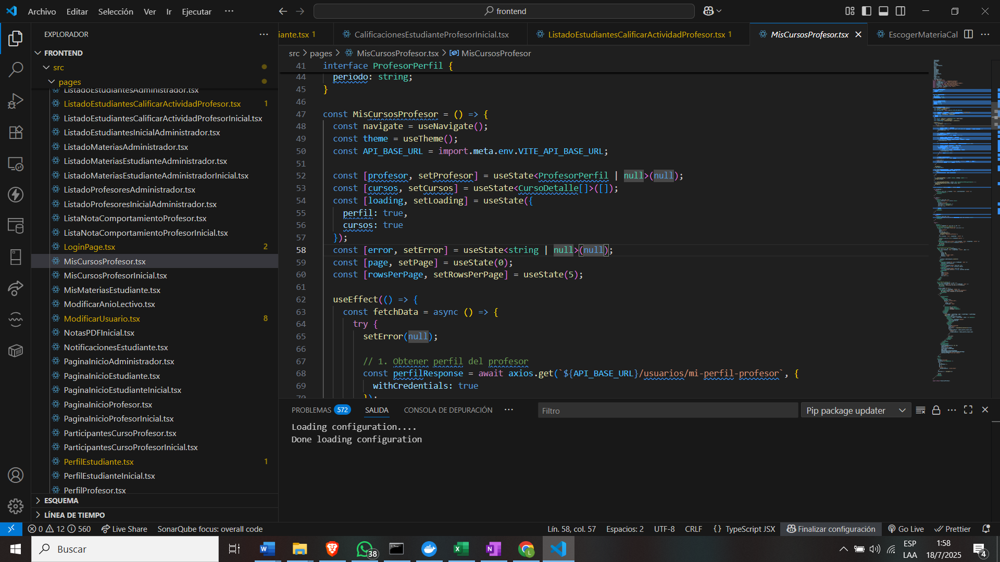 Archivo Editar Selección Ver Ir Ejecutar ···
frontend
EXPLORADOR
FRONTEND
src
pages
ListadoEstudiantesAdministrador.tsx
ListadoEstudiantesCalificarActividadProfesor.tsx 1
ListadoEstudiantesCalificarActividadProfesorInicial.tsx
ListadoEstudiantesInicialAdministrador.tsx
ListadoMateriasAdministrador.tsx
ListadoMateriasEstudianteAdministrador.tsx
ListadoMateriasEstudianteAdministradorInicial.tsx
ListadoProfesoresAdministrador.tsx
ListadoProfesoresInicialAdministrador.tsx
ListaNotaComportamientoProfesor.tsx
ListaNotaComportamientoProfesorInicial.tsx
LoginPage.tsx 2
MisCursosProfesor.tsx
MisCursosProfesorInicial.tsx
MisMateriasEstudiante.tsx
ModificarAnioLectivo.tsx
ModificarUsuario.tsx 8
NotasPDFInicial.tsx
NotificacionesEstudiante.tsx
PaginaInicioAdministrador.tsx
PaginaInicioEstudiante.tsx
PaginaInicioEstudianteInicial.tsx
PaginaInicioProfesor.tsx
PaginaInicioProfesorInicial.tsx
ParticipantesCursoProfesor.tsx
ParticipantesCursoProfesorInicial.tsx
PerfilEstudiante.tsx 1
PerfilEstudianteInicial.tsx
PerfilProfesor.tsx
ESQUEMA
LÍNEA DE TIEMPO
iante.tsx 1 CalificacionesEstudianteProfesorInicial.tsx ListadoEstudiantesCalificarActividadProfesor.tsx 1 MisCursosProfesor.tsx EscogerMateriaCal
src > pages > MisCursosProfesor.tsx > MisCursosProfesor
41 interface ProfesorPerfil {
44 periodo: string;
45 }
46
47 const MisCursosProfesor = () => {
48 const navigate = useNavigate();
49 const theme = useTheme();
50 const API_BASE_URL = import.meta.env.VITE_API_BASE_URL;
51
52 const [profesor, setProfesor] = useState<ProfesorPerfil | null>(null);
53 const [cursos, setCursos] = useState<CursoDetalle[]>([]);
54 const [loading, setLoading] = useState({
55 perfil: true,
56 cursos: true
57 });
58 const [error, setError] = useState<string | null>(null);
59 const [page, setPage] = useState(0);
60 const [rowsPerPage, setRowsPerPage] = useState(5);
61
62 useEffect(() => {
63 const fetchData = async () => {
64 try {
65 setError(null);
66
67 // 1. Obtener perfil del profesor
68 const perfilResponse = await axios.get(`${API_BASE_URL}/usuarios/mi-perfil-profesor`, {
69 withCredentials: true
70 });
PROBLEMAS 572 SALIDA CONSOLA DE DEPURACIÓN ··· Filtro Pip package updater
Loading configuration....
Done loading configuration
0 12 560 Live Share SonarQube focus: overall code Lín. 58, col. 57 Espacios: 2 UTF-8 CRLF {} TypeScript JSX Finalizar configuración Go Live Prettier
Buscar 38 ESP LAA 1:58 18/7/2025 4